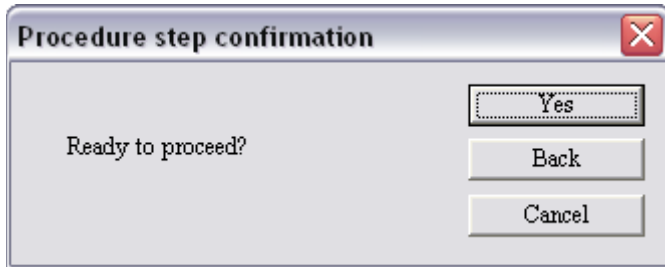 Procedure step confirmation
Ready to proceed?
Yes
Back
Cancel